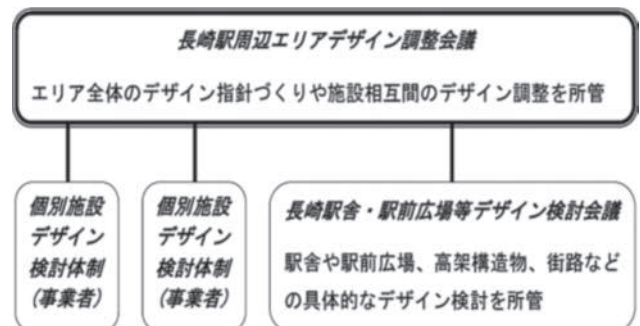 長崎駅周辺エリアデザイン調整会議
エリア全体のデザイン指針づくりや施設相互間のデザイン調整を所管
個別施設
デザイン
検討体制
（事業者）
個別施設
デザイン
検討体制
（事業者）
長崎駅舎・駅前広場等デザイン検討会議
駅舎や駅前広場、高架構造物、街路など
の具体的なデザイン検討を所管